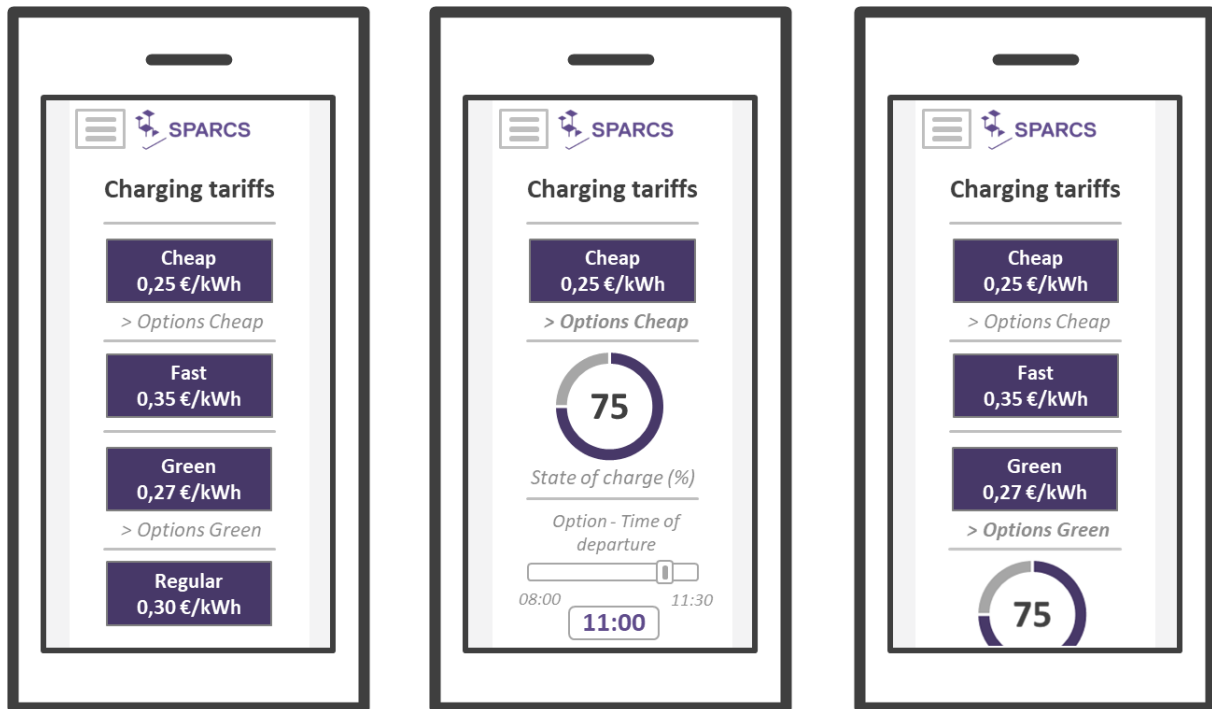 SPARCS
Charging tariffs
Cheap
0,25 €/kWh
> Options Cheap
Fast
0,35 €/kWh
Green
0,27 €/kWh
> Options Green
Regular
0,30 €/kWh
SPARCS
Charging tariffs
Cheap
0,25 €/kWh
> Options Cheap
75
State of charge (%)
Option - Time of
departure
08:00
11:30
11:00
SPARCS
Charging tariffs
Cheap
0,25 €/kWh
> Options Cheap
Fast
0,35 €/kWh
Green
0,27 €/kWh
> Options Green
75